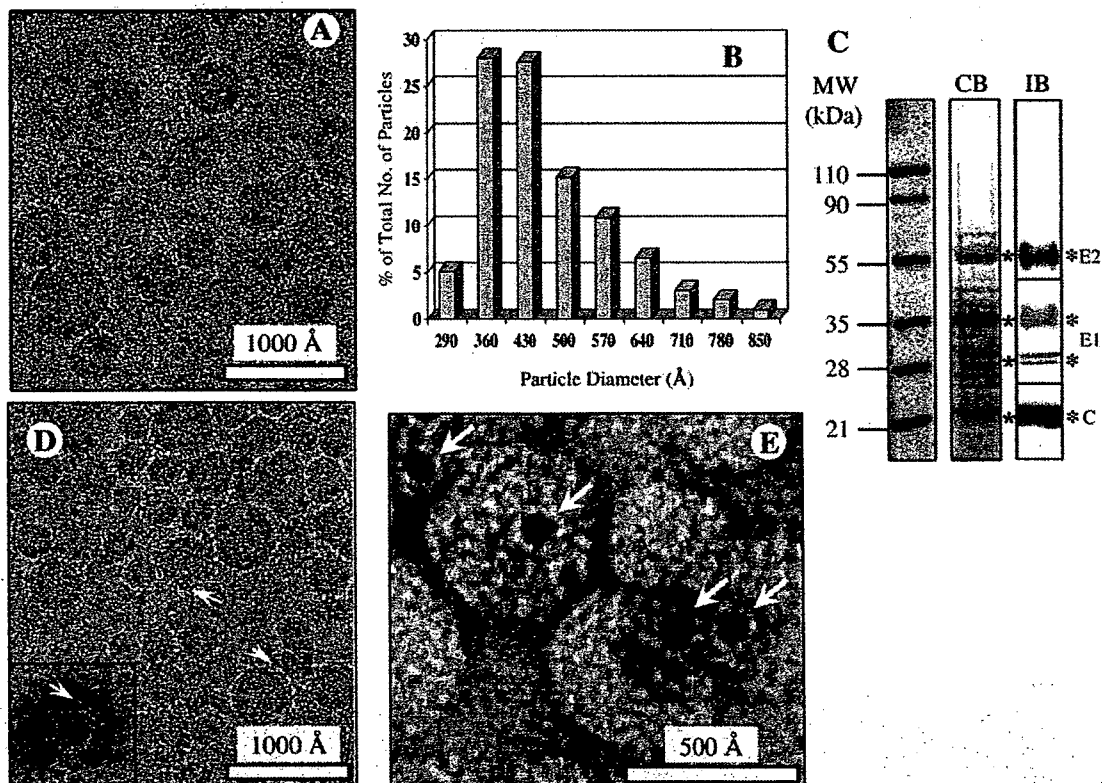 A
1000 Å
B
% of Total No. of Particles
30
25
20
15
10
5
0
290 360 430 500 570 640 710 780 850
Particle Diameter (Å)
C
MW
(kDa)
CB IB
110
90
55
35
28
21
* *E2
* *
E1
* *
* *C
D
1000 Å
E
500 Å